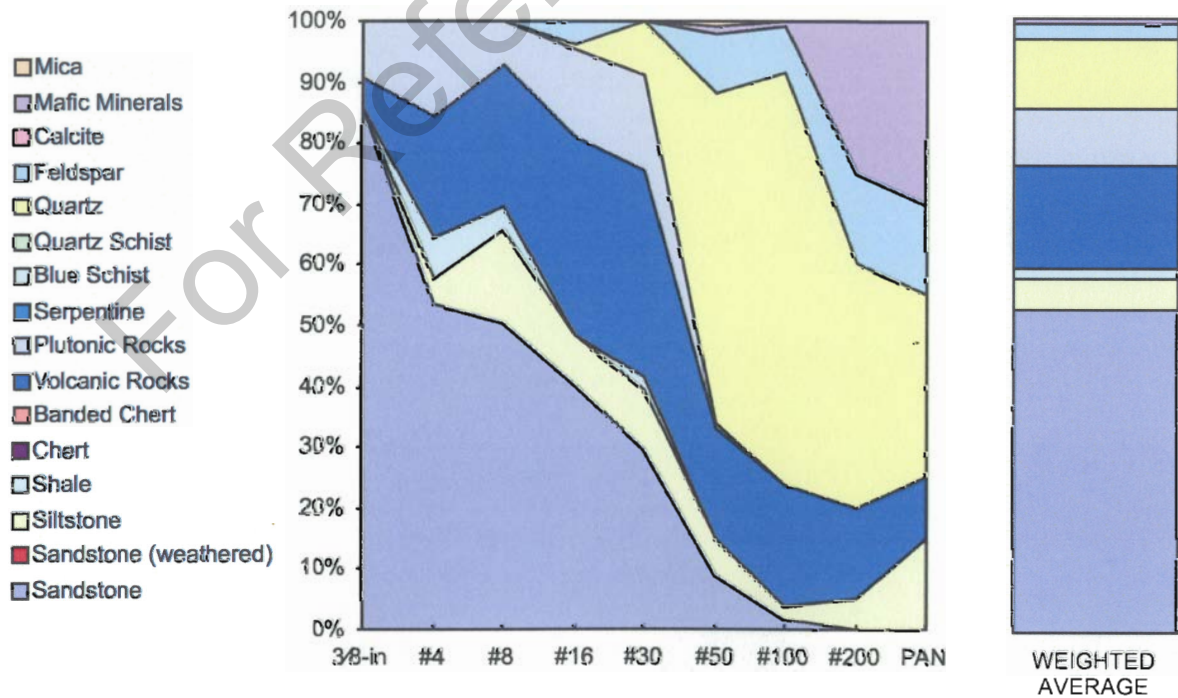 For Refe
Mica
Mafic Minerals
Calcite
Feldspar
Quartz
Quartz Schist
Blue Schist
Serpentine
Plutonic Rocks
Volcanic Rocks
Banded Chert
Chert
Shale
Siltstone
Sandstone (weathered)
Sandstone
100%
90%
80%
70%
60%
50%
40%
30%
20%
10%
0%
3/8-in #4 #8 #16 #30 #50 #100 #200 PAN
WEIGHTED
AVERAGE